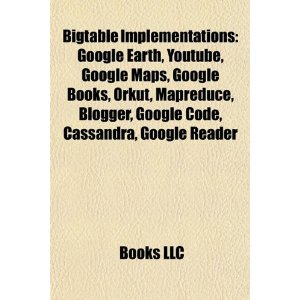 Bigtable Implementations:
Google Earth, Youtube,
Google Maps, Google
Books, Orkut, Mapreduce,
Blogger, Google Code,
Cassandra, Google Reader
Books LLC